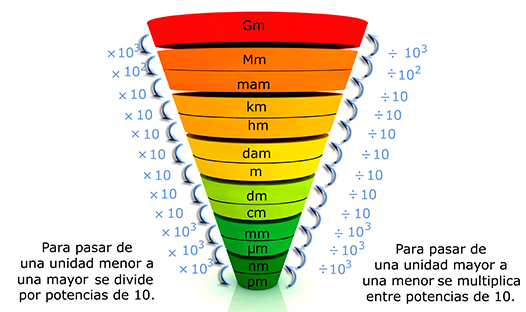 Gm
×10³ ÷10³
Mm
×10² ÷10²
mam
×10 ÷10
km
×10 ÷10
hm
×10 ÷10
dam
×10 ÷10
m
×10 ÷10
dm
×10 ÷10
cm
×10 ÷10
mm
×10³ ÷10³
µm
×10³ ÷10³
nm
×10³ ÷10³
pm
Para pasar de
una unidad menor a
una mayor se divide
por potencias de 10.
Para pasar de
una unidad mayor a
una menor se multiplica
entre potencias de 10.